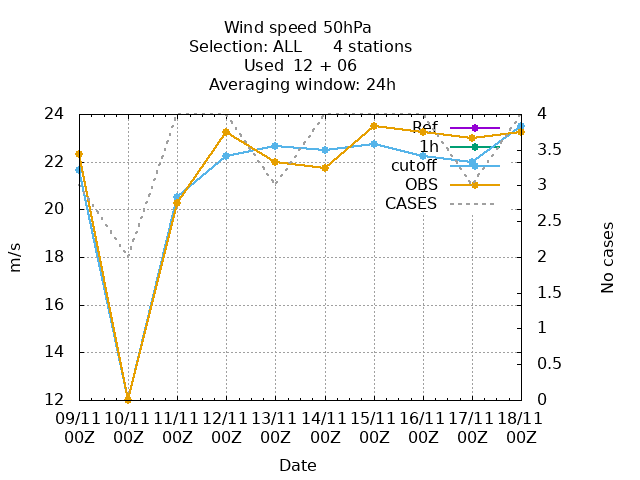 Wind speed 50hPa
Selection: ALL      4 stations
Used  12 + 06
Averaging window: 24h
24
22
20
18
16
14
12
m/s
4
3.5
3
2.5
2
1.5
1
0.5
0
No cases
Ref
1h
cutoff
OBS
CASES
09/11 10/11 11/11 12/11 13/11 14/11 15/11 16/11 17/11 18/11
00Z 00Z 00Z 00Z 00Z 00Z 00Z 00Z 00Z 00Z
Date